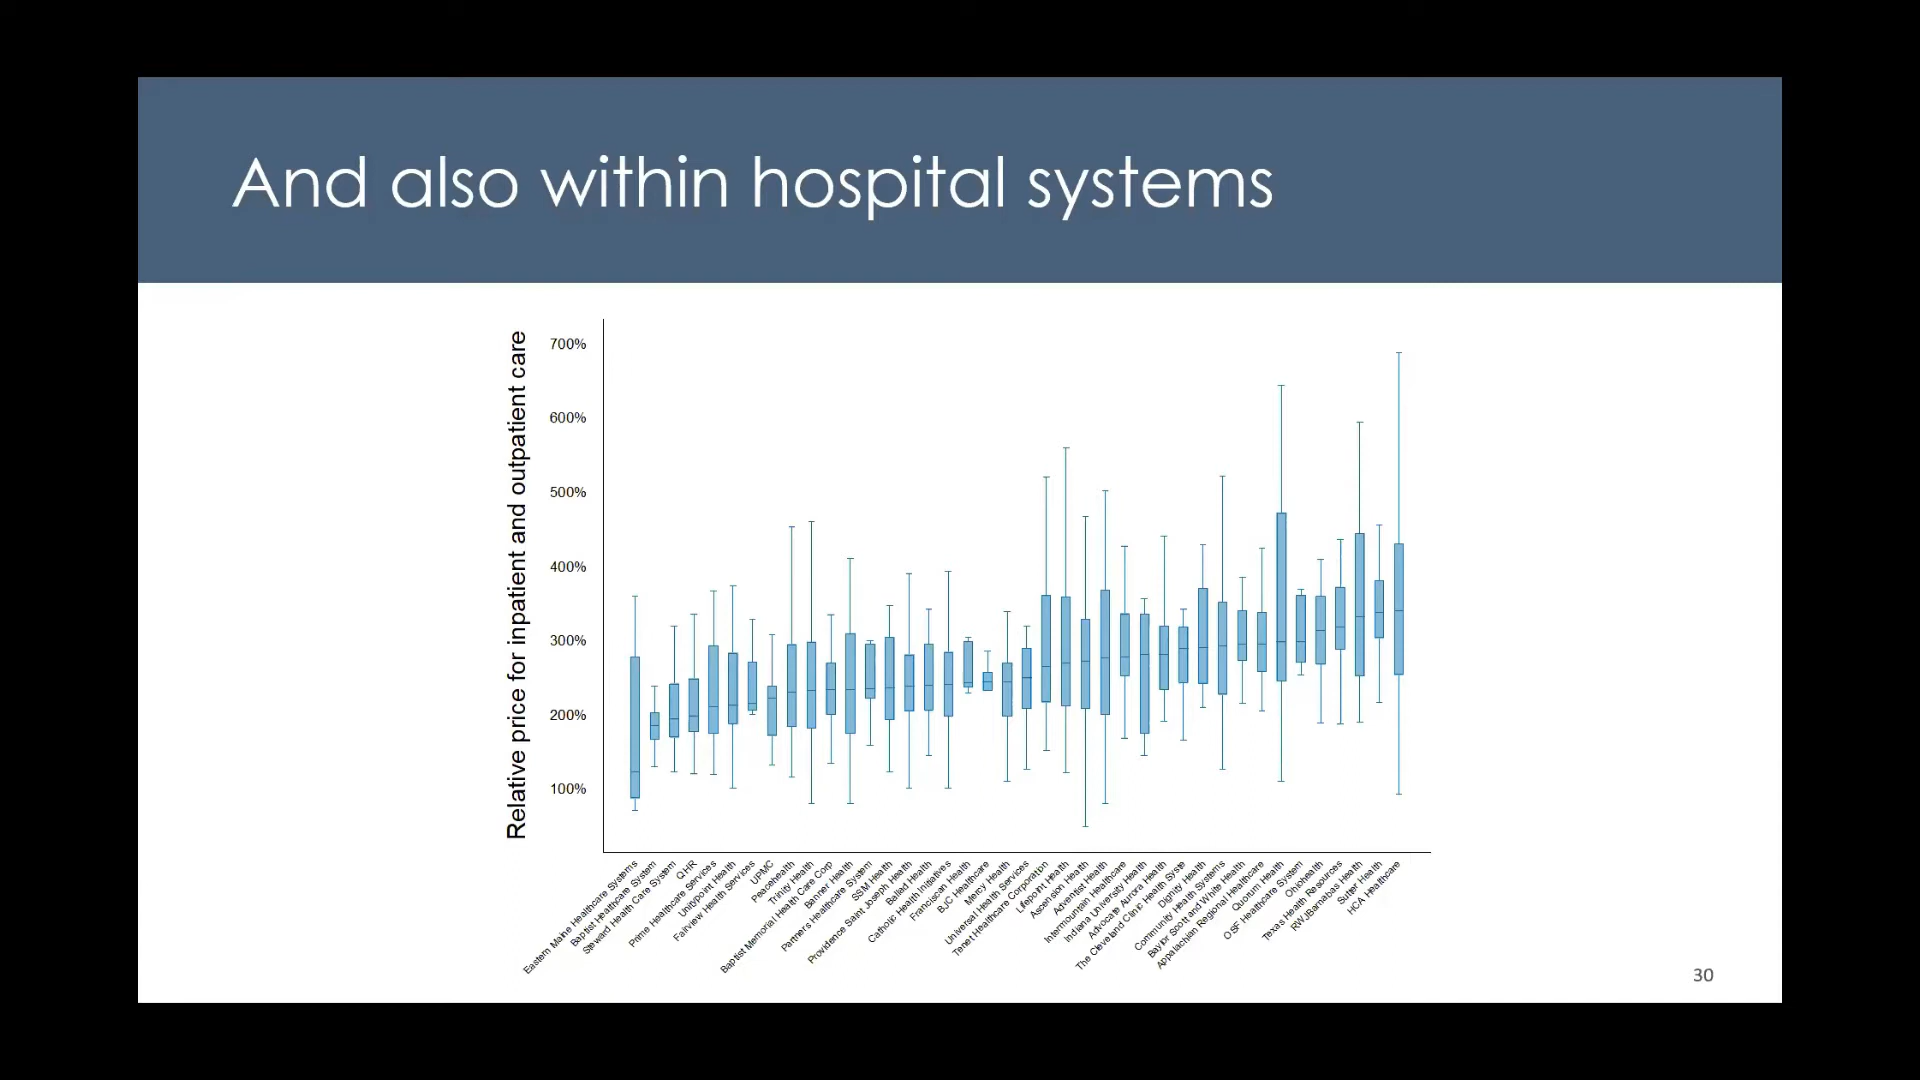 And also within hospital systems
Relative price for inpatient and outpatient care
700%
600%
500%
400%
300%
200%
100%
Eastern Maine Healthcare Systems
Baptist Healthcare System
Steward Health Care System
QHR
Prime Healthcare Services
Unitypoint Health
Fairview Health Services
UPMC
Peacehealth
Trinity Health
Baptist Memorial Health Care Corp
Banner Health
Partners Healthcare System
SSM Health
Providence Saint Joseph Health
Ballad Health
Catholic Health Initiatives
Franciscan Health
BJC Healthcare
Mercy Health
Universal Health Services
Tenet Healthcare Corporation
Lifepoint Health
Ascension Health
Adventist Health
Intermountain Healthcare
Indiana University Health
Advocate Aurora Health
The Cleveland Clinic Health Syste
Dignity Health
Community Health Systems
Baylor Scott and White Health
Appalachian Regional Healthcare
Quorum Health
OSF Healthcare System
Ohiohealth
Texas Health Resources
RWJBarnabas Health
Sutter Health
HCA Healthcare
30